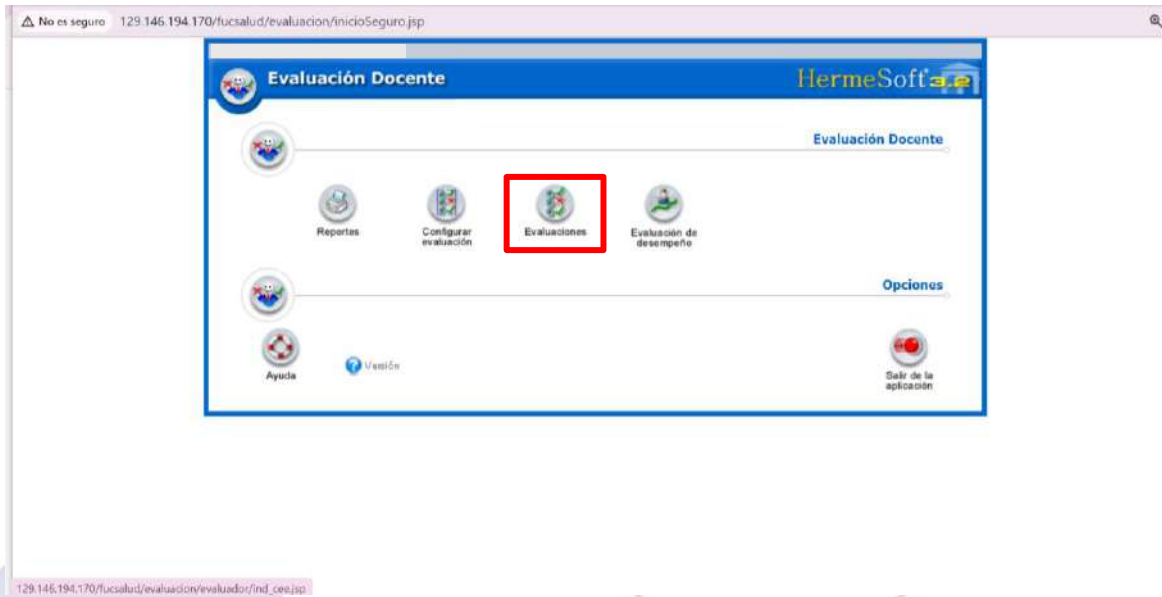 No es seguro 129.146.194.170/fucsalud/evaluacion/inicioSeguro.jsp
Evaluación Docente HermeSoft 3.2
Evaluación Docente
Reportes Configurar evaluación Evaluaciones Evaluación de desempeño
Opciones
Ayuda Versión Salir de la aplicación
129.146.194.170/fucsalud/evaluacion/evaluador/ind_cee.jsp